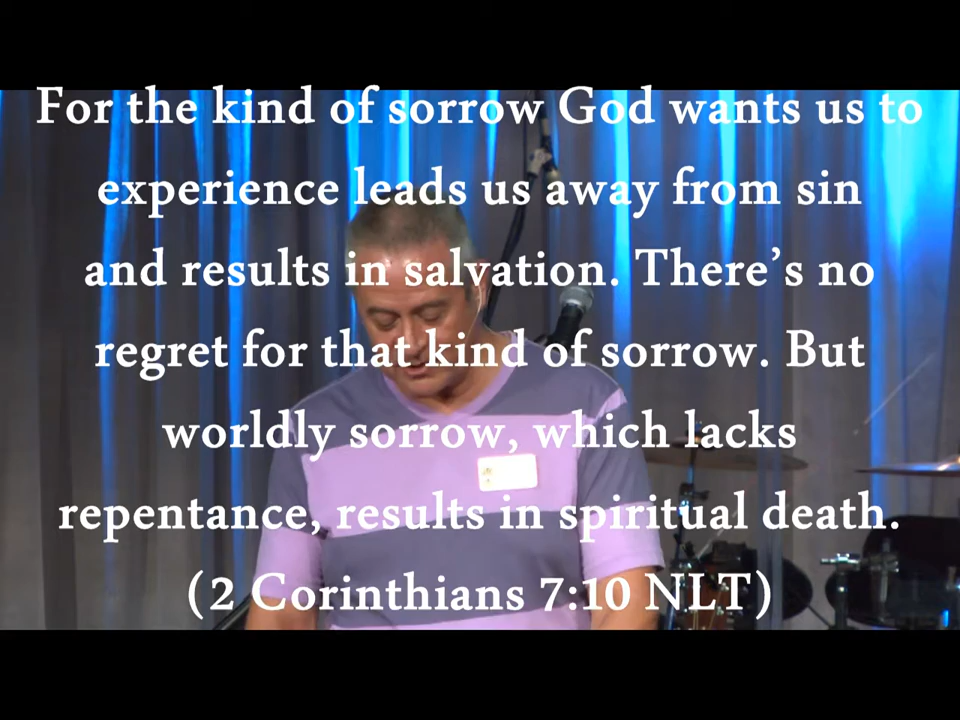 For the kind of sorrow God wants us to
experience leads us away from sin
and results in salvation. There’s no
regret for that kind of sorrow. But
worldly sorrow, which lacks
repentance, results in spiritual death.
(2 Corinthians 7:10 NLT)